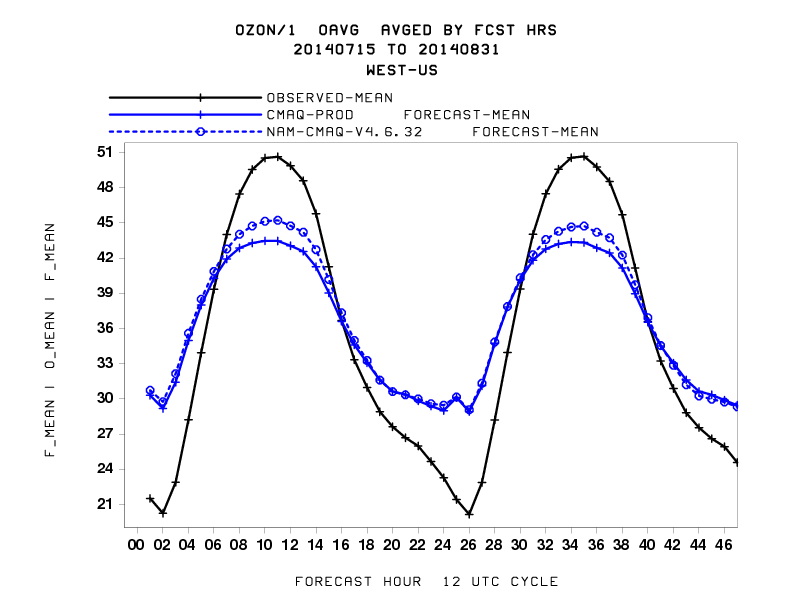 OZON/1 OAVG AVGED BY FCST HRS
20140715 TO 20140831
WEST-US
OBSERVED-MEAN
CMAQ-PROD FORECAST-MEAN
NAM-CMAQ-V4.6.32 FORECAST-MEAN
51
48
45
42
39
36
33
30
27
24
21
F_MEAN | O_MEAN | F_MEAN
00 02 04 06 08 10 12 14 16 18 20 22 24 26 28 30 32 34 36 38 40 42 44 46
FORECAST HOUR 12 UTC CYCLE